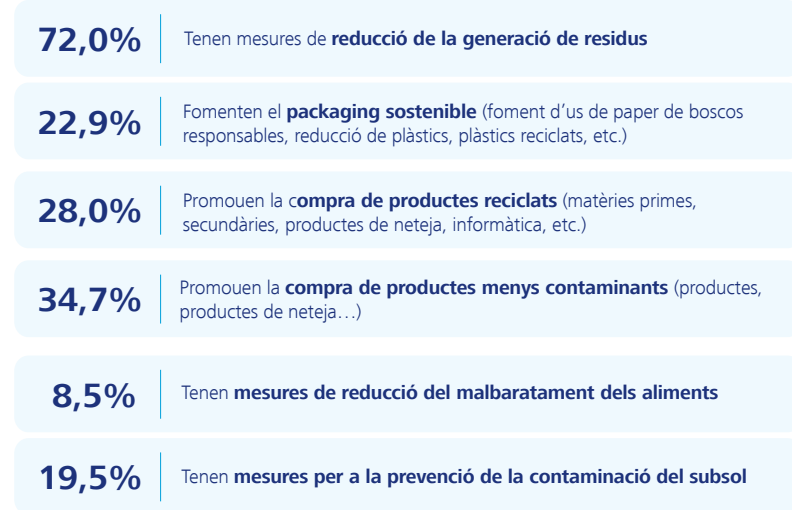 72,0%
Tenen mesures de reducció de la generació de residus
22,9%
Fomenten el packaging sostenible (foment d’us de paper de boscos
responsables, reducció de plàstics, plàstics reciclats, etc.)
28,0%
Promouen la compra de productes reciclats (matèries primes,
secundàries, productes de neteja, informàtica, etc.)
34,7%
Promouen la compra de productes menys contaminants (productes,
productes de neteja…)
8,5%
Tenen mesures de reducció del malbaratament dels aliments
19,5%
Tenen mesures per a la prevenció de la contaminació del subsol